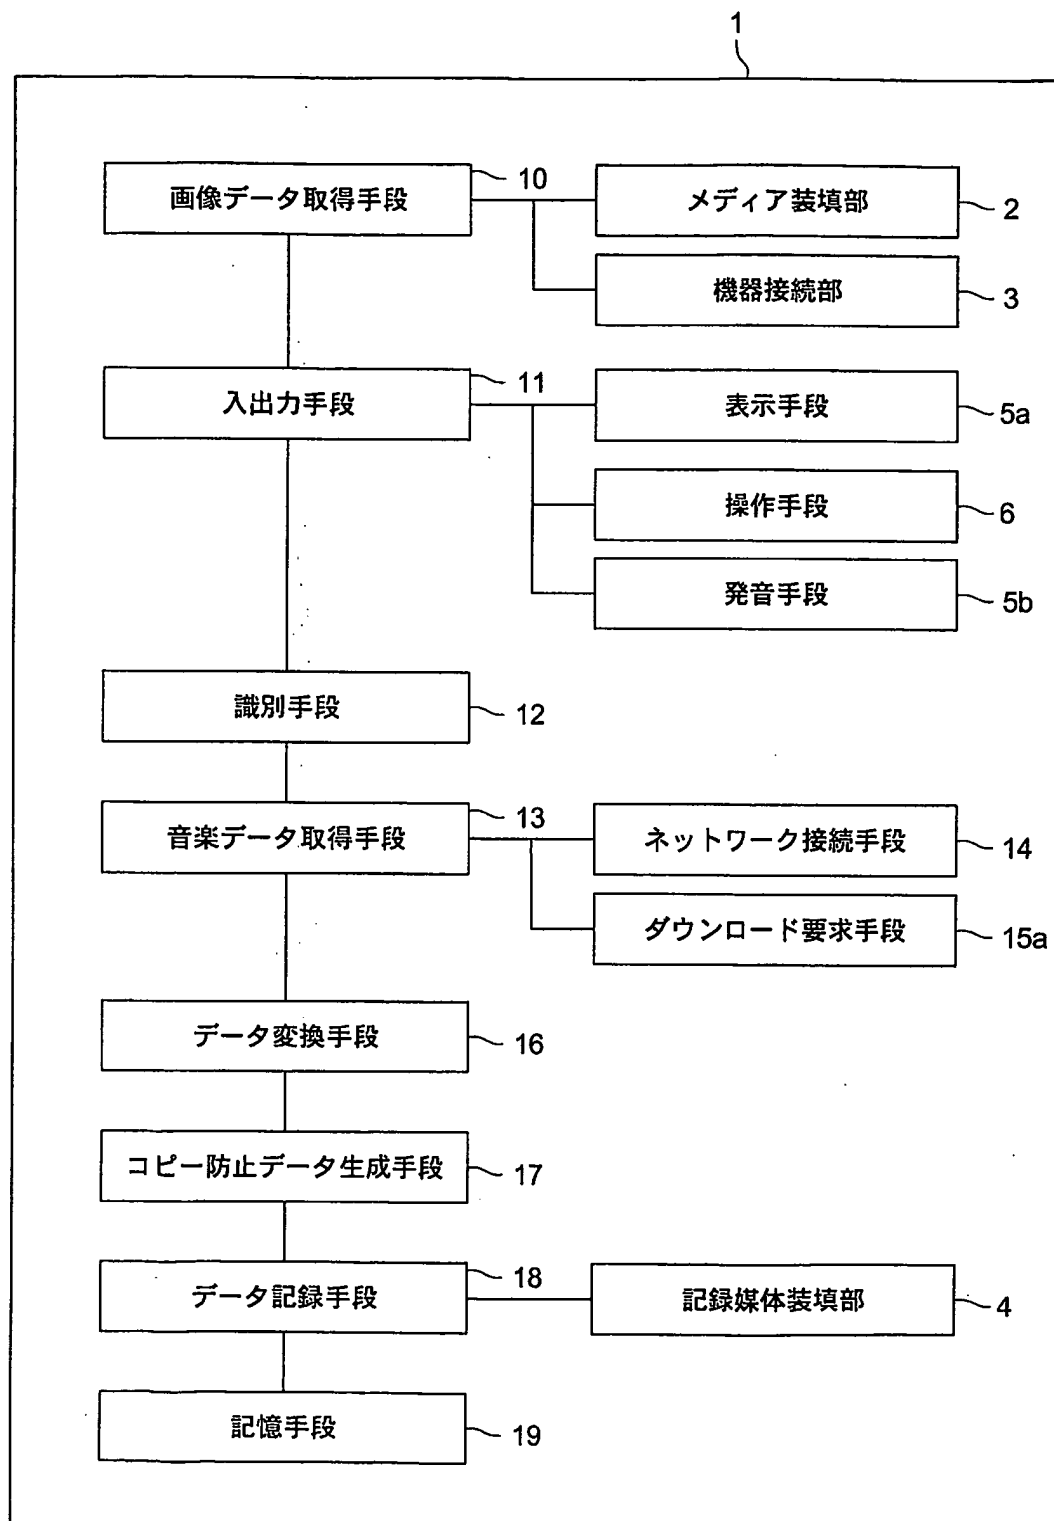 1
画像データ取得手段
10
メディア装填部
2
機器接続部
3
入出力手段
11
表示手段
5a
操作手段
6
発音手段
5b
識別手段
12
音楽データ取得手段
13
ネットワーク接続手段
14
ダウンロード要求手段
15a
データ変換手段
16
コピー防止データ生成手段
17
データ記録手段
18
記録媒体装填部
4
記憶手段
19